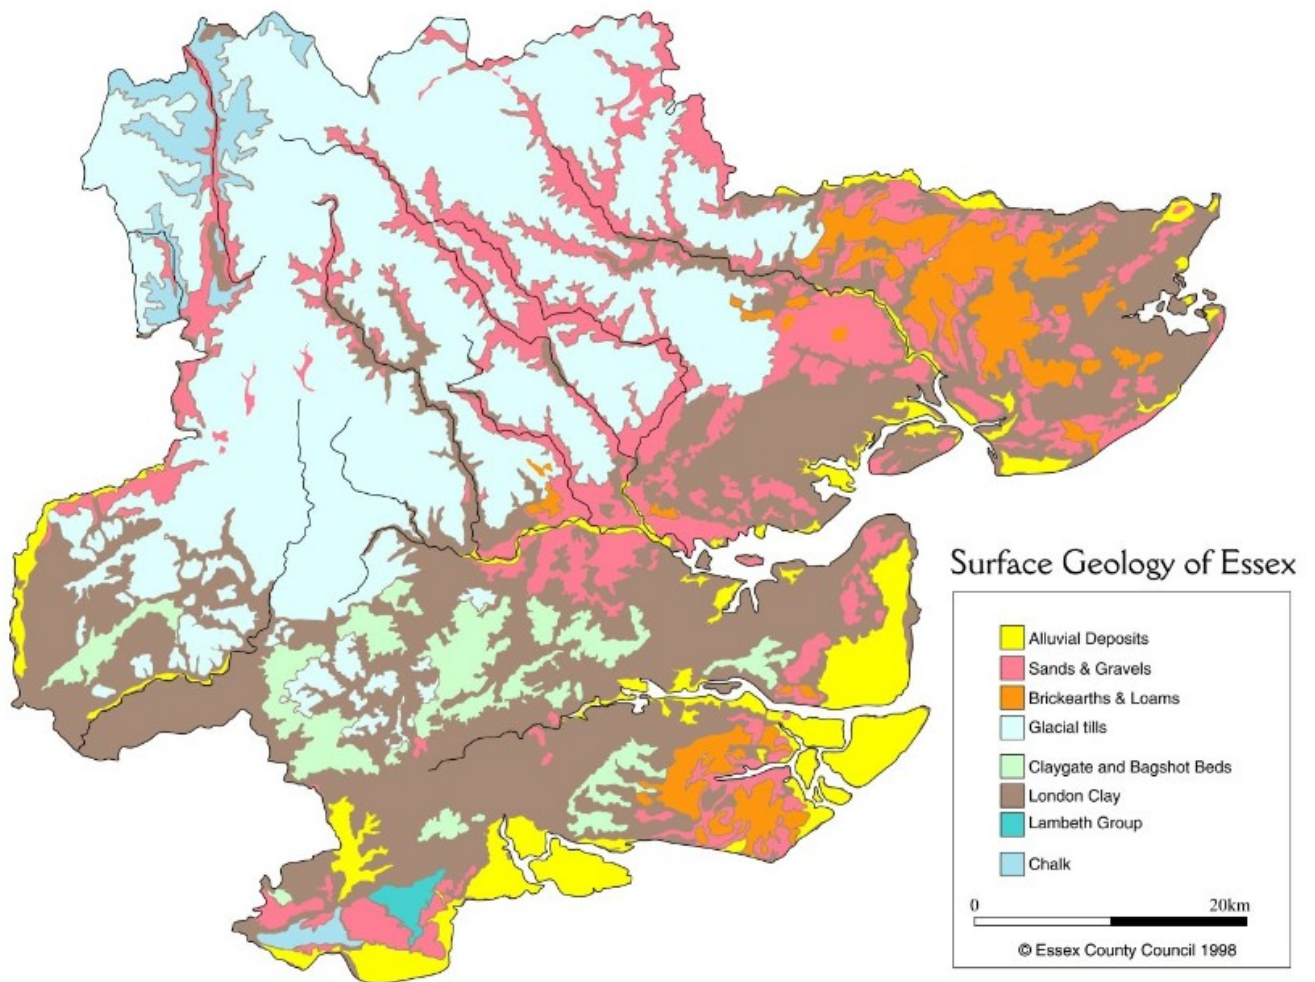 Surface Geology of Essex
Alluvial Deposits
Sands & Gravels
Brickearths & Loams
Glacial tills
Claygate and Bagshot Beds
London Clay
Lambeth Group
Chalk
0 20km
© Essex County Council 1998